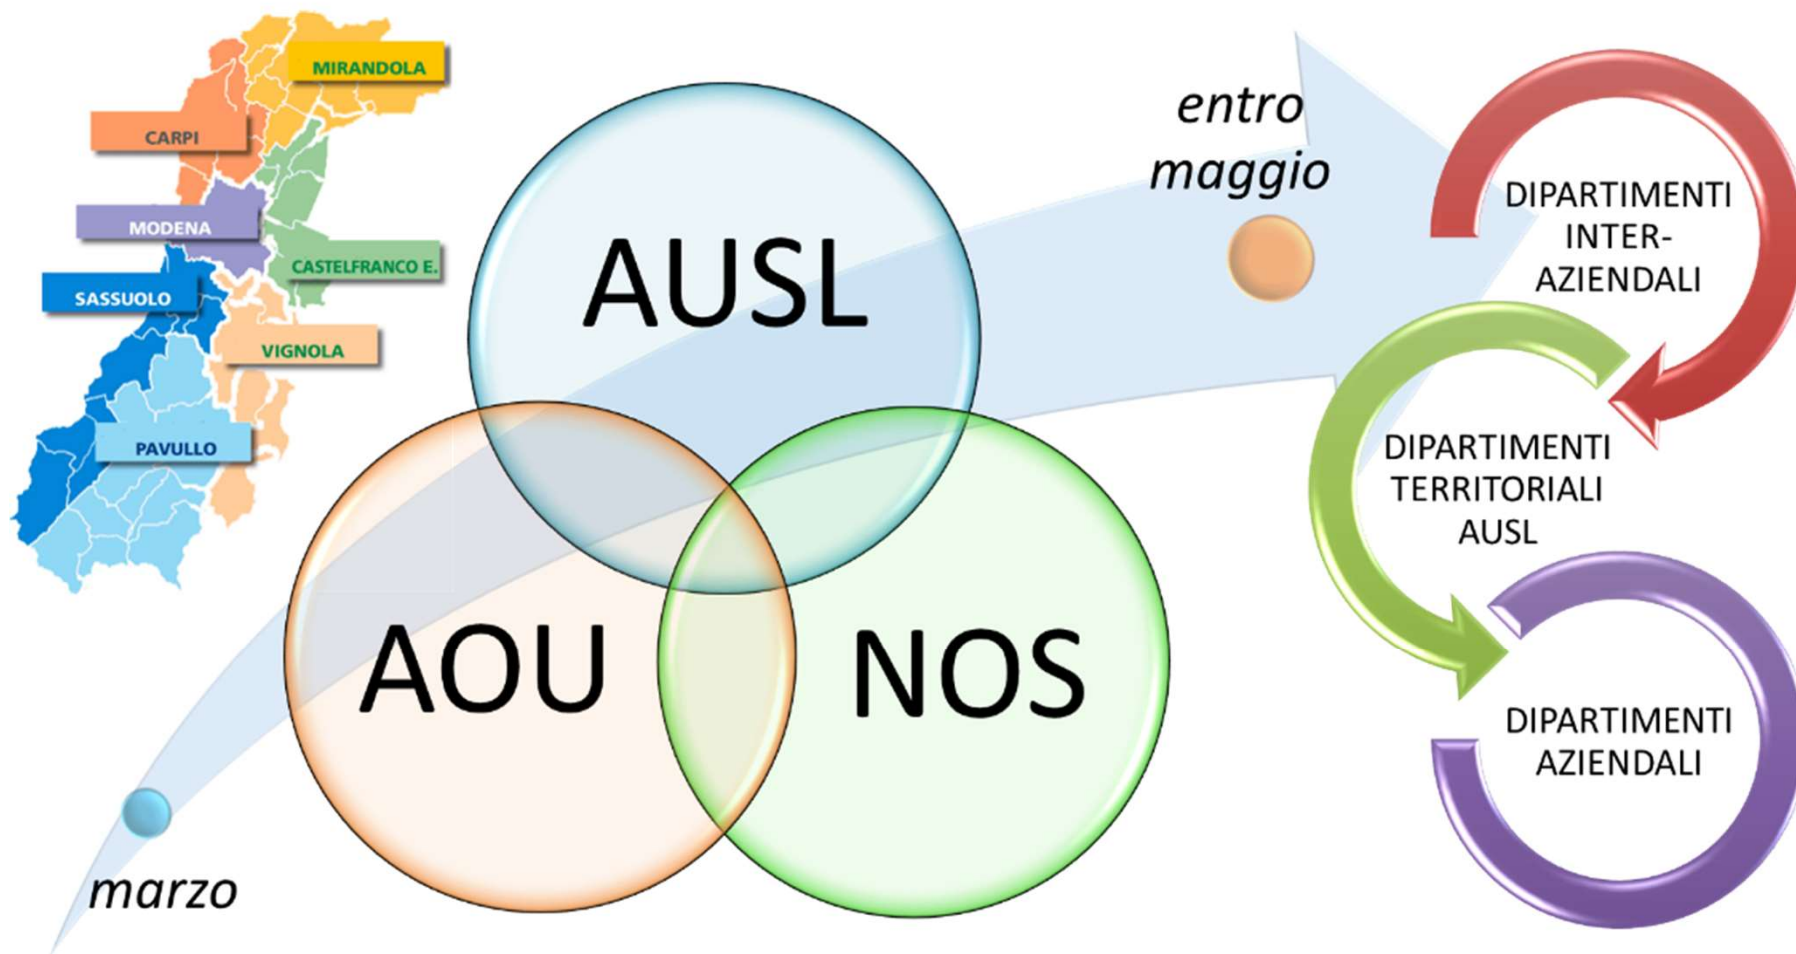 MIRANDOLA
CARPI
MODENA
CASTELFRANCO E.
SASSUOLO
VIGNOLA
PAVULLO
marzo
AUSL
AOU
NOS
entro
maggio
DIPARTIMENTI
INTER-
AZIENDALI
DIPARTIMENTI
TERRITORIALI
AUSL
DIPARTIMENTI
AZIENDALI